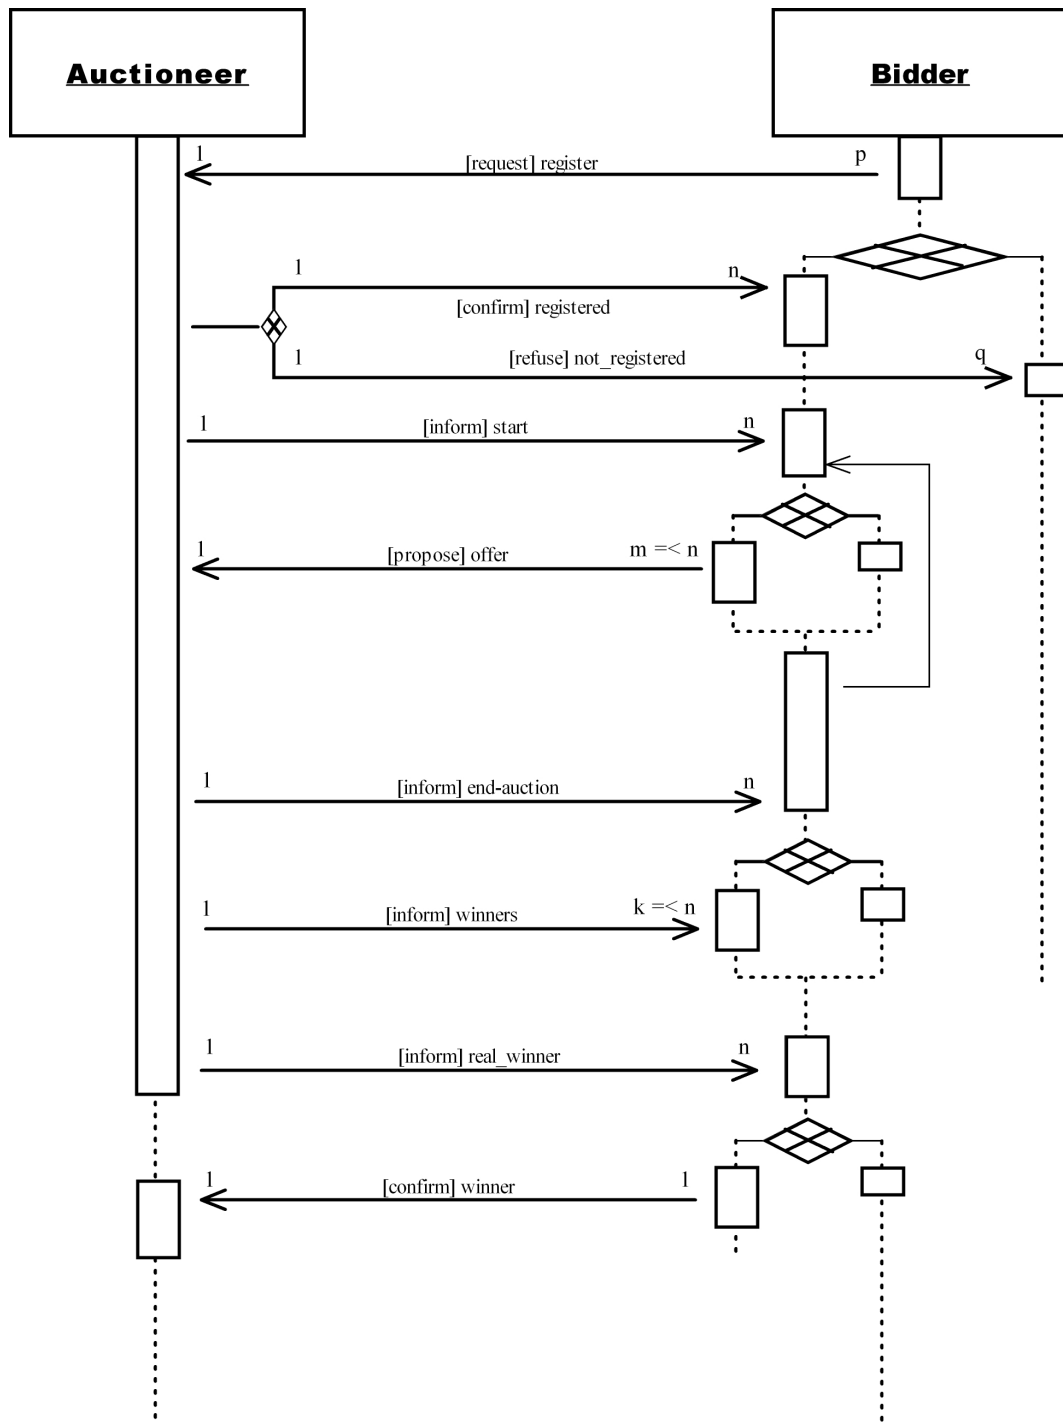 Auctioneer
Bidder
1 [request] register p
1 n
[confirm] registered
1 [refuse] not_registered q
1 [inform] start n
1 [propose] offer m =< n
1 [inform] end-auction n
1 [inform] winners k =< n
1 [inform] real_winner n
1 [confirm] winner 1